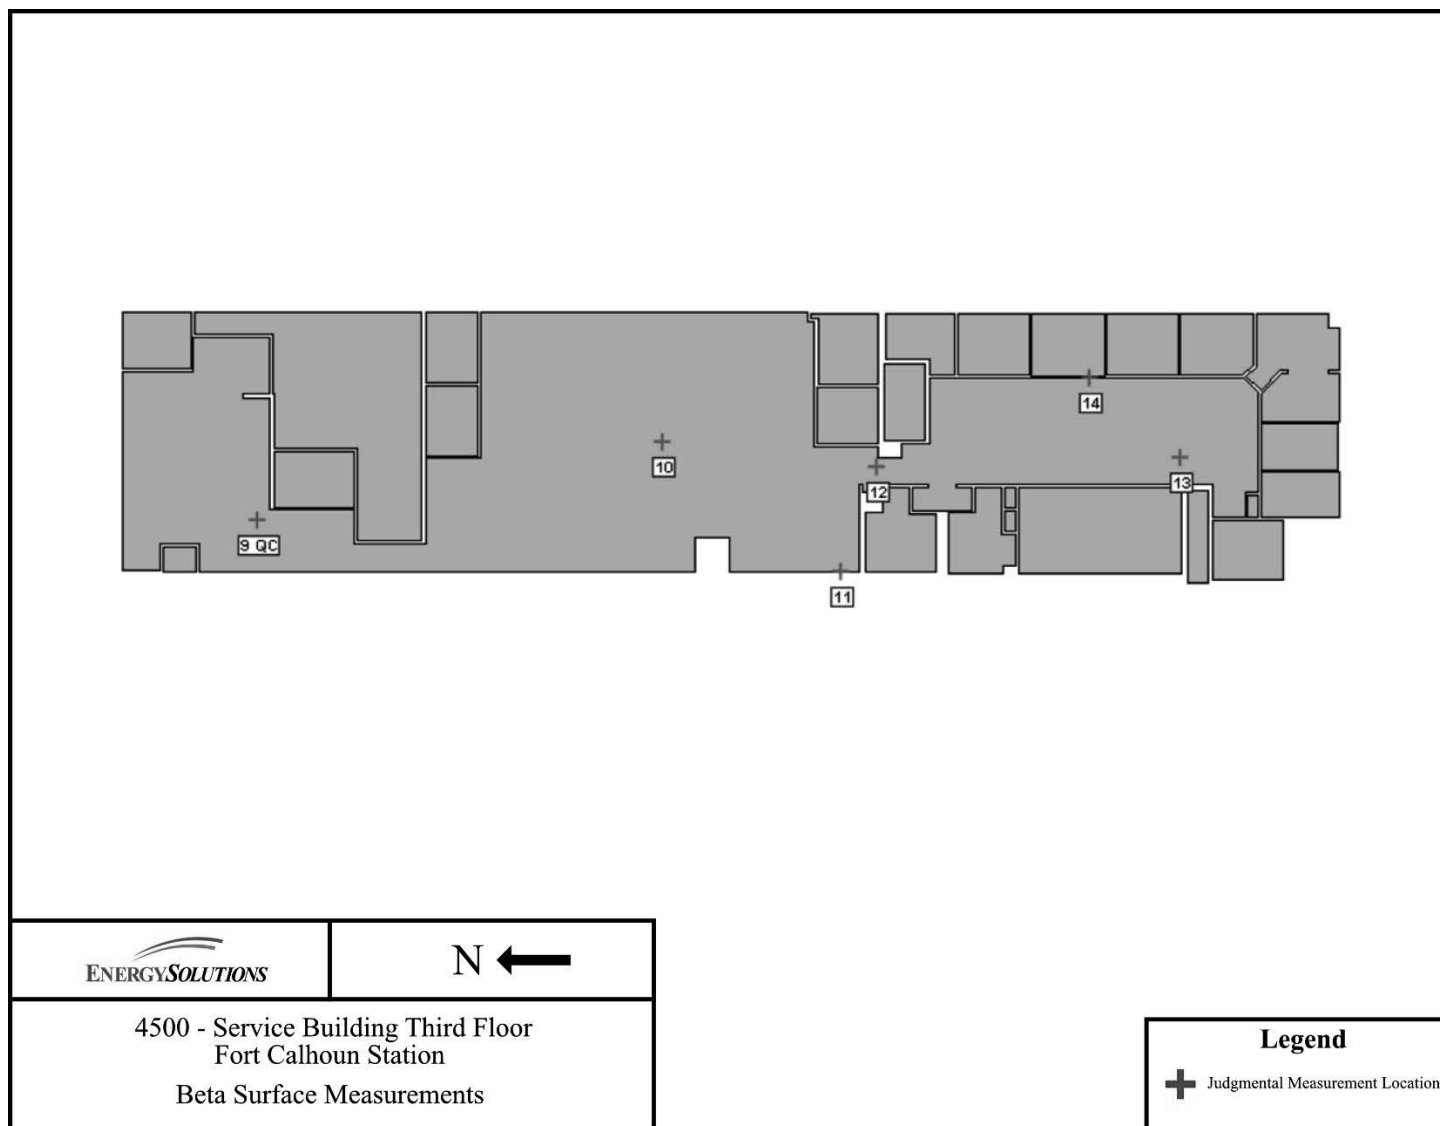 10
14
12
13
9 QC
11
ENERGYSOLUTIONS
N
4500 - Service Building Third Floor
Fort Calhoun Station
Beta Surface Measurements
Legend
Judgmental Measurement Location